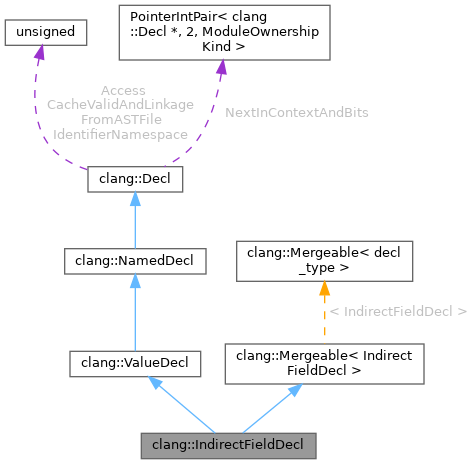 unsigned
PointerIntPair< clang
::Decl *, 2, ModuleOwnership
Kind >
Access
CacheValidAndLinkage
FromASTFile
IdentifierNamespace
NextInContextAndBits
clang::Decl
clang::NamedDecl
clang::Mergeable< decl
_type >
< IndirectFieldDecl >
clang::ValueDecl
clang::Mergeable< Indirect
FieldDecl >
clang::IndirectFieldDecl